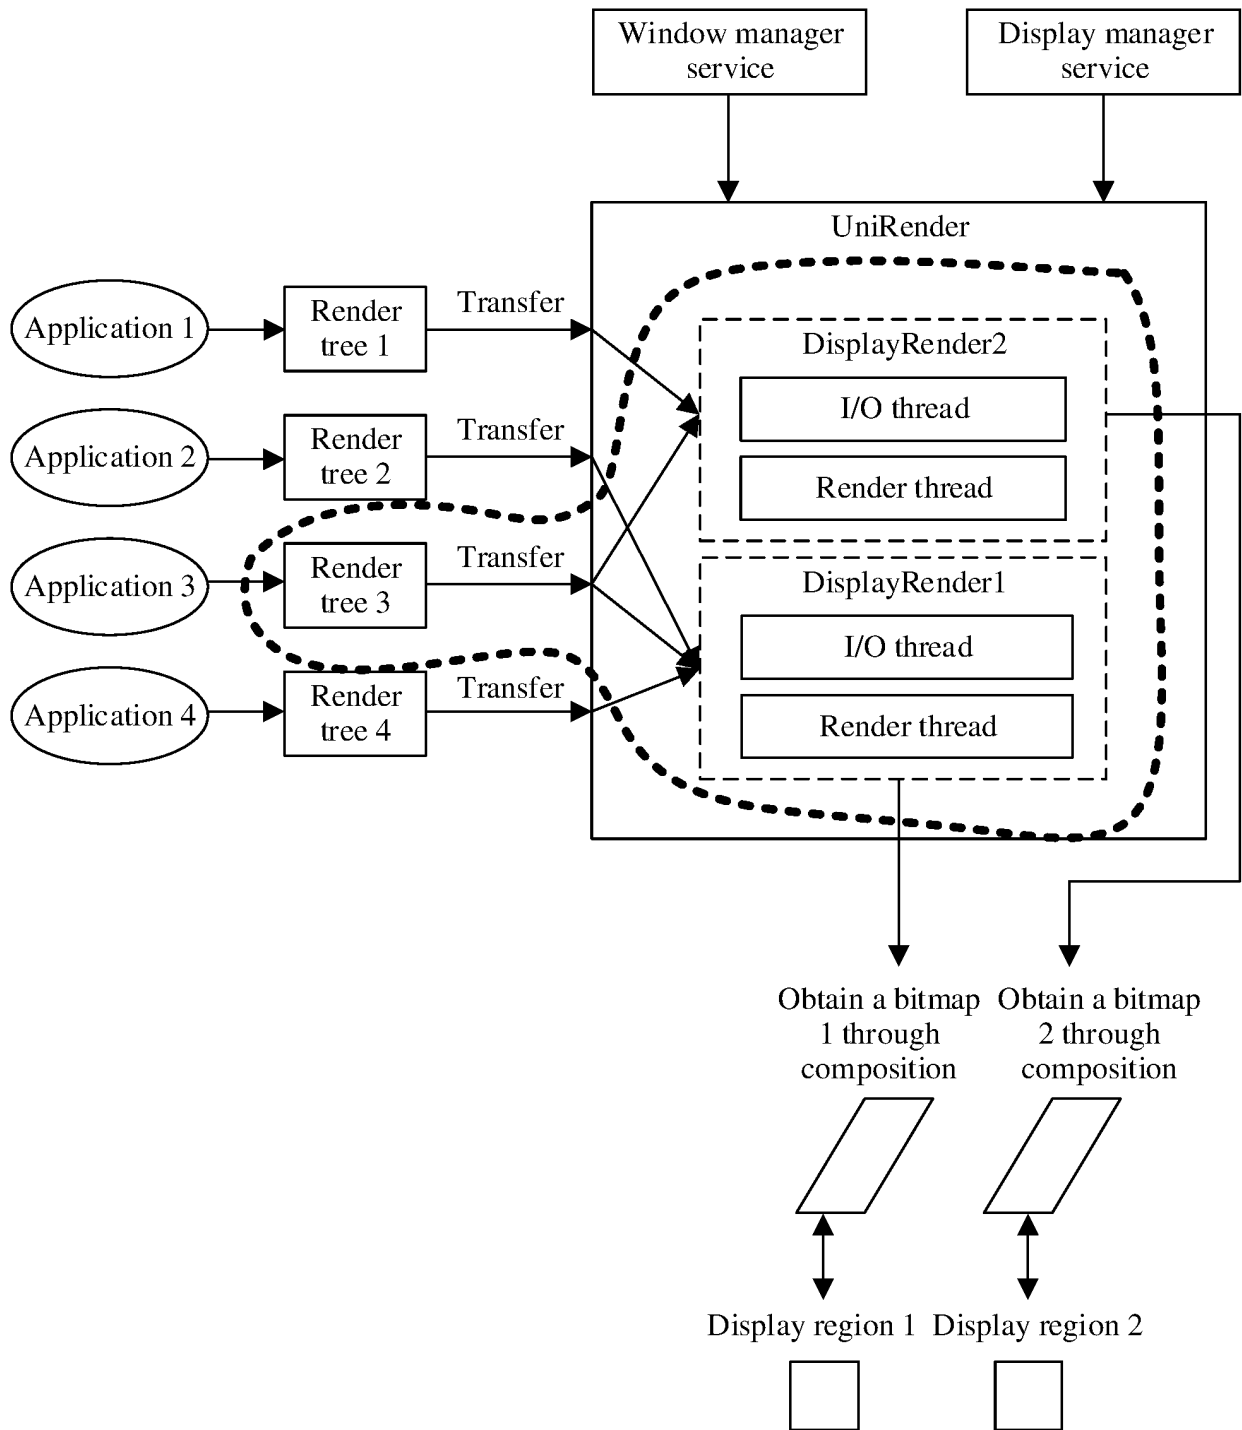 Window manager
service
Display manager
service
UniRender
Application 1
Render
tree 1
Transfer
DisplayRender2
I/O thread
Render thread
Application 2
Render
tree 2
Transfer
Application 3
Render
tree 3
Transfer
DisplayRender1
I/O thread
Render thread
Application 4
Render
tree 4
Transfer
Obtain a bitmap
1 through
composition
Obtain a bitmap
2 through
composition
Display region 1
Display region 2